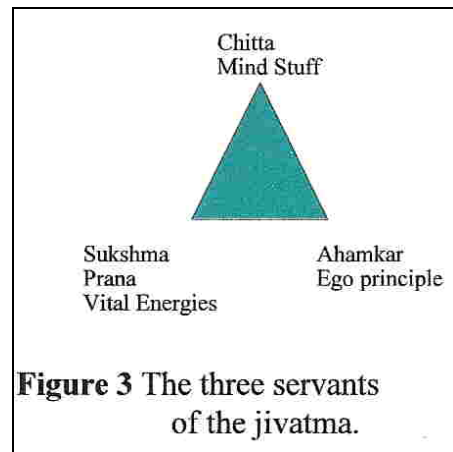 Chitta
Mind Stuff
Sukshma
Prana
Vital Energies
Ahamkar
Ego principle
Figure 3 The three servants
of the jivatma.